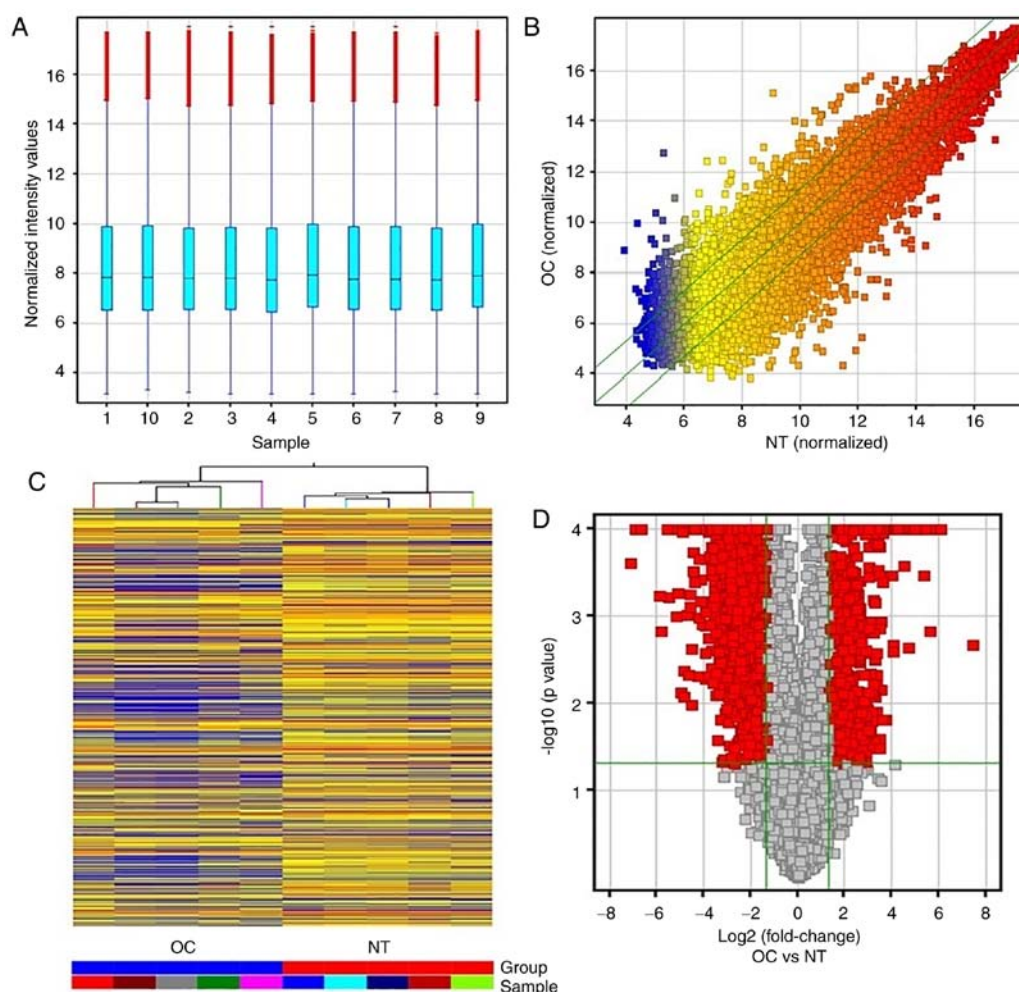 A
Normalized intensity values
16
14
12
10
8
6
4
1 10 2 3 4 5 6 7 8 9
Sample
B
OC (normalized)
16
14
12
10
8
6
4
4 6 8 10 12 14 16
NT (normalized)
C
OC NT
Group
Sample
D
-log10 (p value)
4
3
2
1
−8 −6 −4 −2 0 2 4 6 8
Log2 (fold-change)
OC vs NT